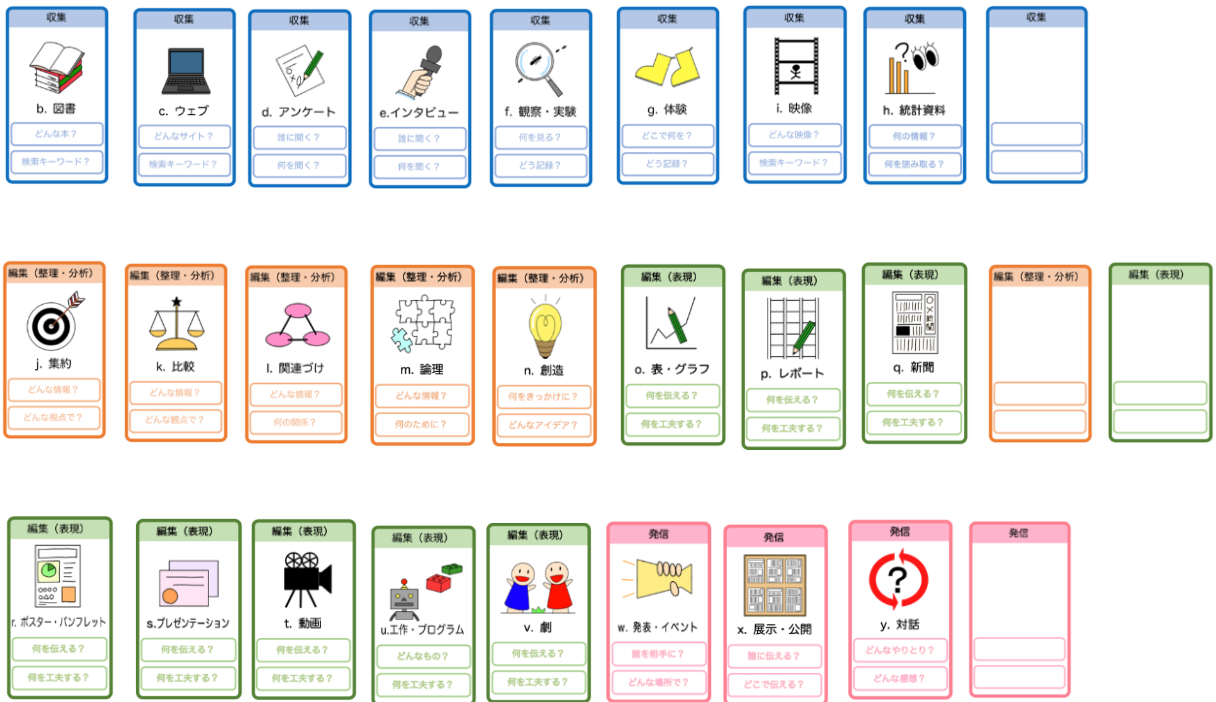 収集
b. 図書
どんな本？
検索キーワード？
収集
c. ウェブ
どんなサイト？
検索キーワード？
収集
d. アンケート
誰に聞く？
何を聞く？
収集
e.インタビュー
誰に聞く？
何を聞く？
収集
f. 観察・実験
何を見る？
どう記録？
収集
g. 体験
どこで何を？
どう記録？
収集
i. 映像
どんな映像？
検索キーワード？
収集
h. 統計資料
何の情報？
何を読み取る？
収集
編集（整理・分析）
j. 集約
どんな情報？
どんな視点で？
編集（整理・分析）
k. 比較
どんな情報？
どんな観点で？
編集（整理・分析）
l. 関連づけ
どんな情報？
何の関係？
編集（整理・分析）
m. 論理
どんな情報？
何のために？
編集（整理・分析）
n. 創造
何をきっかけに？
どんなアイデア？
編集（表現）
o. 表・グラフ
何を伝える？
何を工夫する？
編集（表現）
p. レポート
何を伝える？
何を工夫する？
編集（表現）
〇×新聞
q. 新聞
何を伝える？
何を工夫する？
編集（整理・分析）
編集（表現）
編集（表現）
r. ポスター・パンフレット
何を伝える？
何を工夫する？
編集（表現）
s.プレゼンテーション
何を伝える？
何を工夫する？
編集（表現）
t. 動画
何を伝える？
何を工夫する？
編集（表現）
u.工作・プログラム
どんなもの？
何を工夫する？
編集（表現）
v. 劇
何を伝える？
何を工夫する？
発信
w. 発表・イベント
誰を相手に？
どんな場所で？
発信
x. 展示・公開
誰に伝える？
どこで伝える？
発信
?
y. 対話
どんなやりとり？
どんな感想？
発信